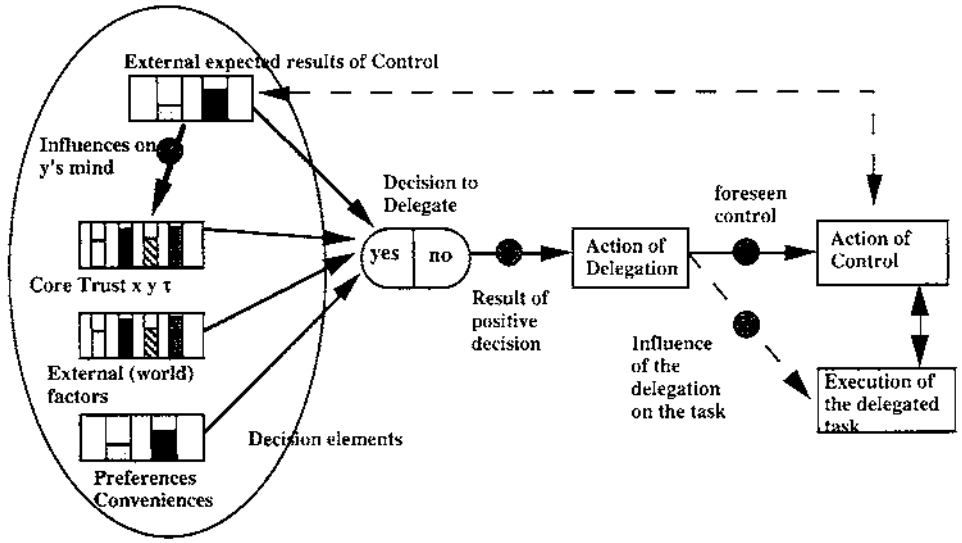 External expected results of Control
Influences on
y's mind
Core Trust x y τ
External (world)
factors
Preferences
Conveniences
Decision elements
Decision to
Delegate
yes
no
Result of
positive
decision
Action of
Delegation
foreseen
control
Influence
of the
delegation
on the task
Action of
Control
Execution of
the delegated
task